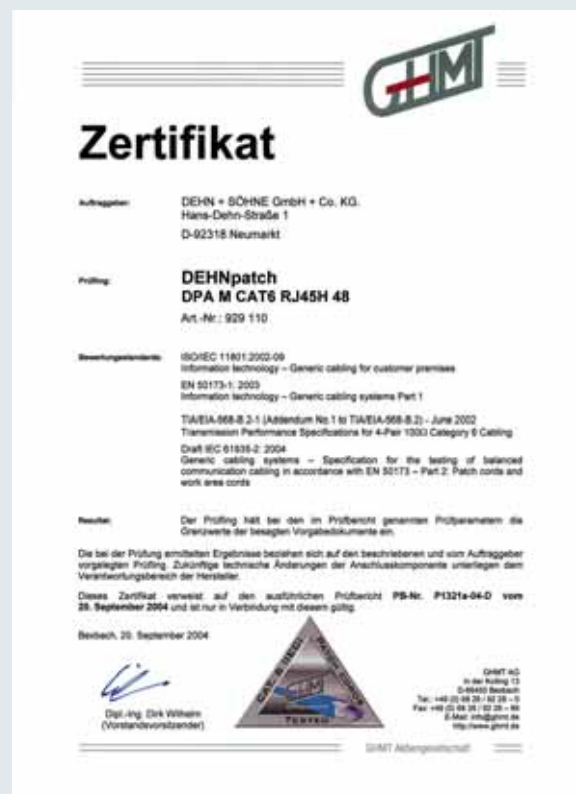 GHMT
Zertifikat
Auftraggeber: DEHN + SÖHNE GmbH + Co. KG.
Hans-Dehn-Straße 1
D-92318 Neumarkt
Prüfling: DEHNpatch
DPA M CAT6 RJ45H 48
Art.-Nr.: 929 110
Bewertungsstandards: ISO/IEC 11801:2002-09
Information technology – Generic cabling for customer premises
EN 50173-1: 2003
Information technology – Generic cabling systems Part 1
TIA/EIA-568-B.2-1 (Addendum No.1 to TIA/EIA-568-B.2) - June 2002
Transmission Performance Specifications for 4-Pair 100Ω Category 6 Cabling
Draft IEC 61935-2: 2004
Generic cabling systems – Specification for the testing of balanced
communication cabling in accordance with EN 50173 – Part 2: Patch cords and
work area cords
Resultat: Der Prüfling hält bei den im Prüfbericht genannten Prüfparametern die
Grenzwerte der besagten Vorgabedokumente ein.
Die bei der Prüfung ermittelten Ergebnisse beziehen sich auf den beschriebenen und vom Auftraggeber
vorgelegten Prüfling. Zukünftige technische Änderungen der Anschlusskomponente unterliegen dem
Verantwortungsbereich der Hersteller.
Dieses Zertifikat verweist auf den ausführlichen Prüfbericht PB-Nr. P1321a-04-D vom
20. September 2004 und ist nur in Verbindung mit diesem gültig.
Bexbach, 20. September 2004
GHMT
TESTED
Dipl.-Ing. Dirk Wilhelm
(Vorstandsvorsitzender)
GHMT AG
In der Kolling 13
D-66450 Bexbach
E-Mail: info@ghmt.de
http://www.ghmt.de
GHMT Aktiengesellschaft